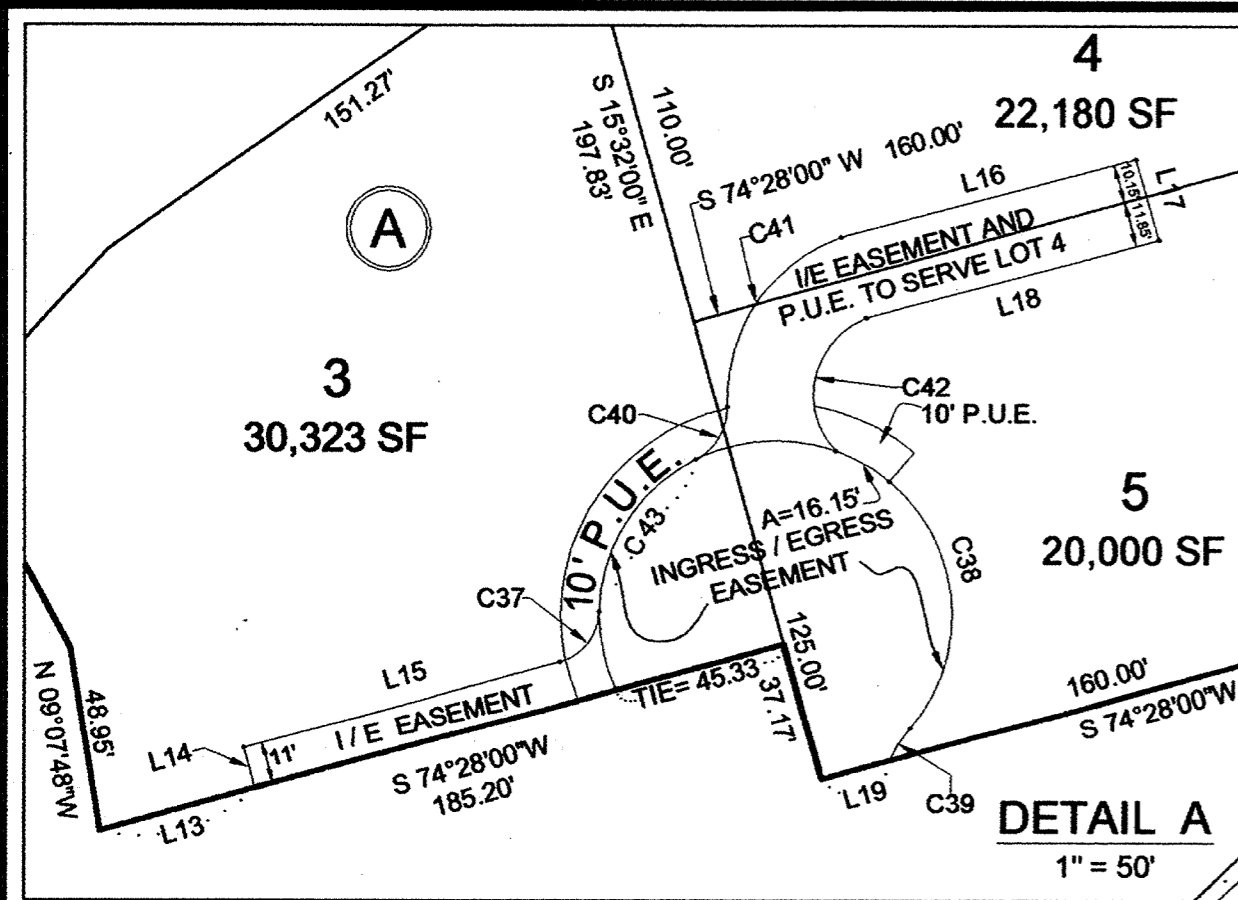 151.27'
S 15°32'00" E
197.83'
110.00'
4
22,180 SF
S 74°28'00" W 160.00'
L16
10.15'
11.85'
L17
A
C41
I/E EASEMENT AND
P.U.E. TO SERVE LOT 4
L18
3
30,323 SF
C40
C42
10' P.U.E.
10' P.U.E.
C43
A=16.15'
INGRESS / EGRESS
EASEMENT
5
20,000 SF
C38
C37
L15
I / E EASEMENT
TIE= 45.33
125.00'
37.17'
160.00'
S 74°28'00"W
N 09°07'48"W
48.95'
L14
11'
S 74°28'00"W
185.20'
L13
L19
C39
DETAIL A
1" = 50'